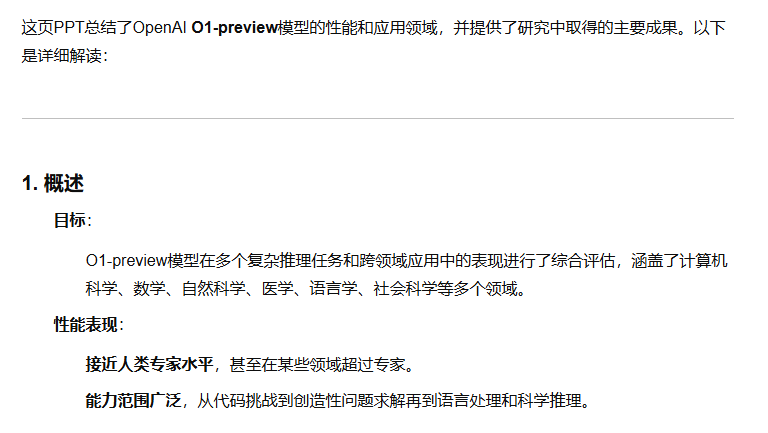 这页PPT总结了OpenAI O1-preview模型的性能和应用领域，并提供了研究中取得的主要成果。以下
是详细解读：
1. 概述
目标：
O1-preview模型在多个复杂推理任务和跨领域应用中的表现进行了综合评估，涵盖了计算机
科学、数学、自然科学、医学、语言学、社会科学等多个领域。
性能表现：
接近人类专家水平，甚至在某些领域超过专家。
能力范围广泛，从代码挑战到创造性问题求解再到语言处理和科学推理。